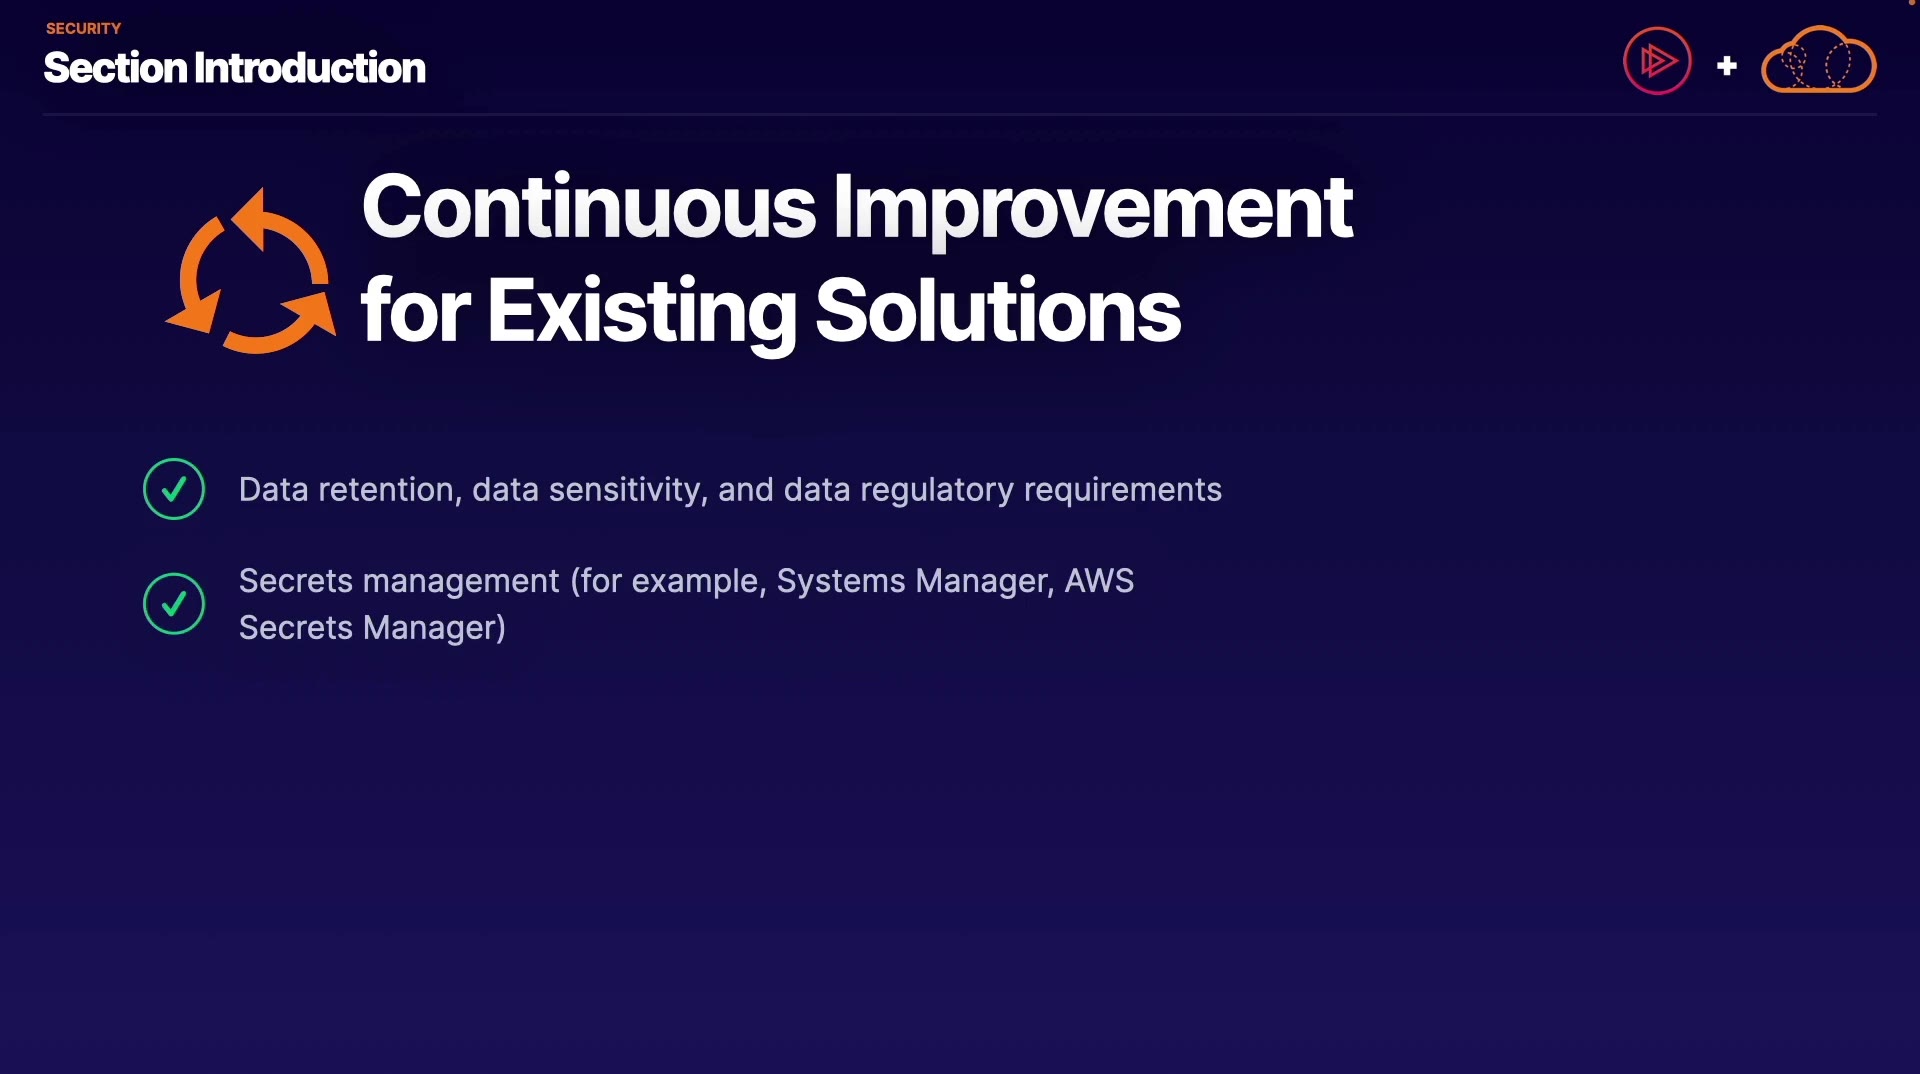 SECURITY
Section Introduction
Continuous Improvement
for Existing Solutions
Data retention, data sensitivity, and data regulatory requirements
Secrets management (for example, Systems Manager, AWS
Secrets Manager)